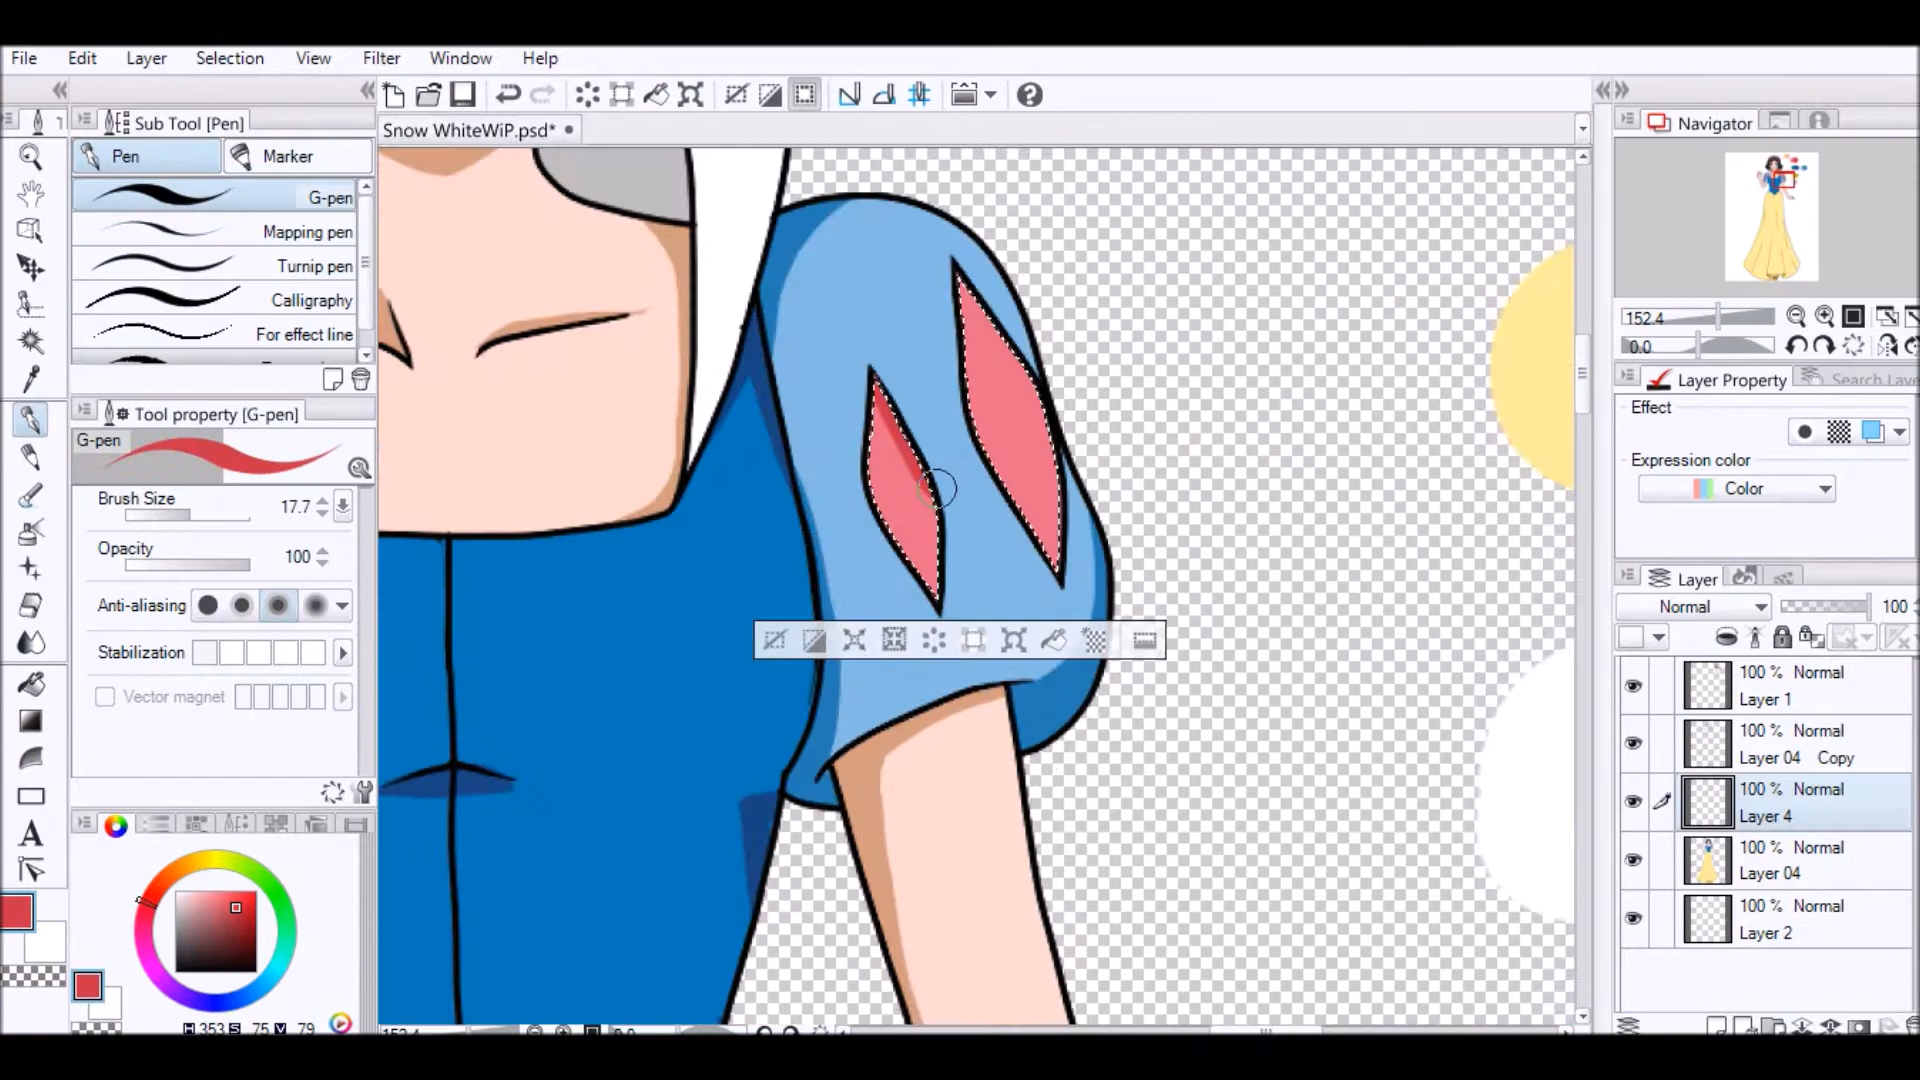 File Edit Layer Selection View Filter Window Help
Sub Tool [Pen]
Snow WhiteWiP.psd*
Pen Marker
G-pen
Mapping pen
Turnip pen
Calligraphy
For effect line
Tool property [G-pen]
G-pen
Brush Size 17.7
Opacity 100
Anti-aliasing
Stabilization
Vector magnet
A
H 353 S 75 V 79
Navigator
152.4
0.0
Layer Property Search Laye
Effect
Expression color
Color
Layer
Normal 100
100 % Normal
Layer 1
100 % Normal
Layer 04 Copy
100 % Normal
Layer 4
100 % Normal
Layer 04
100 % Normal
Layer 2